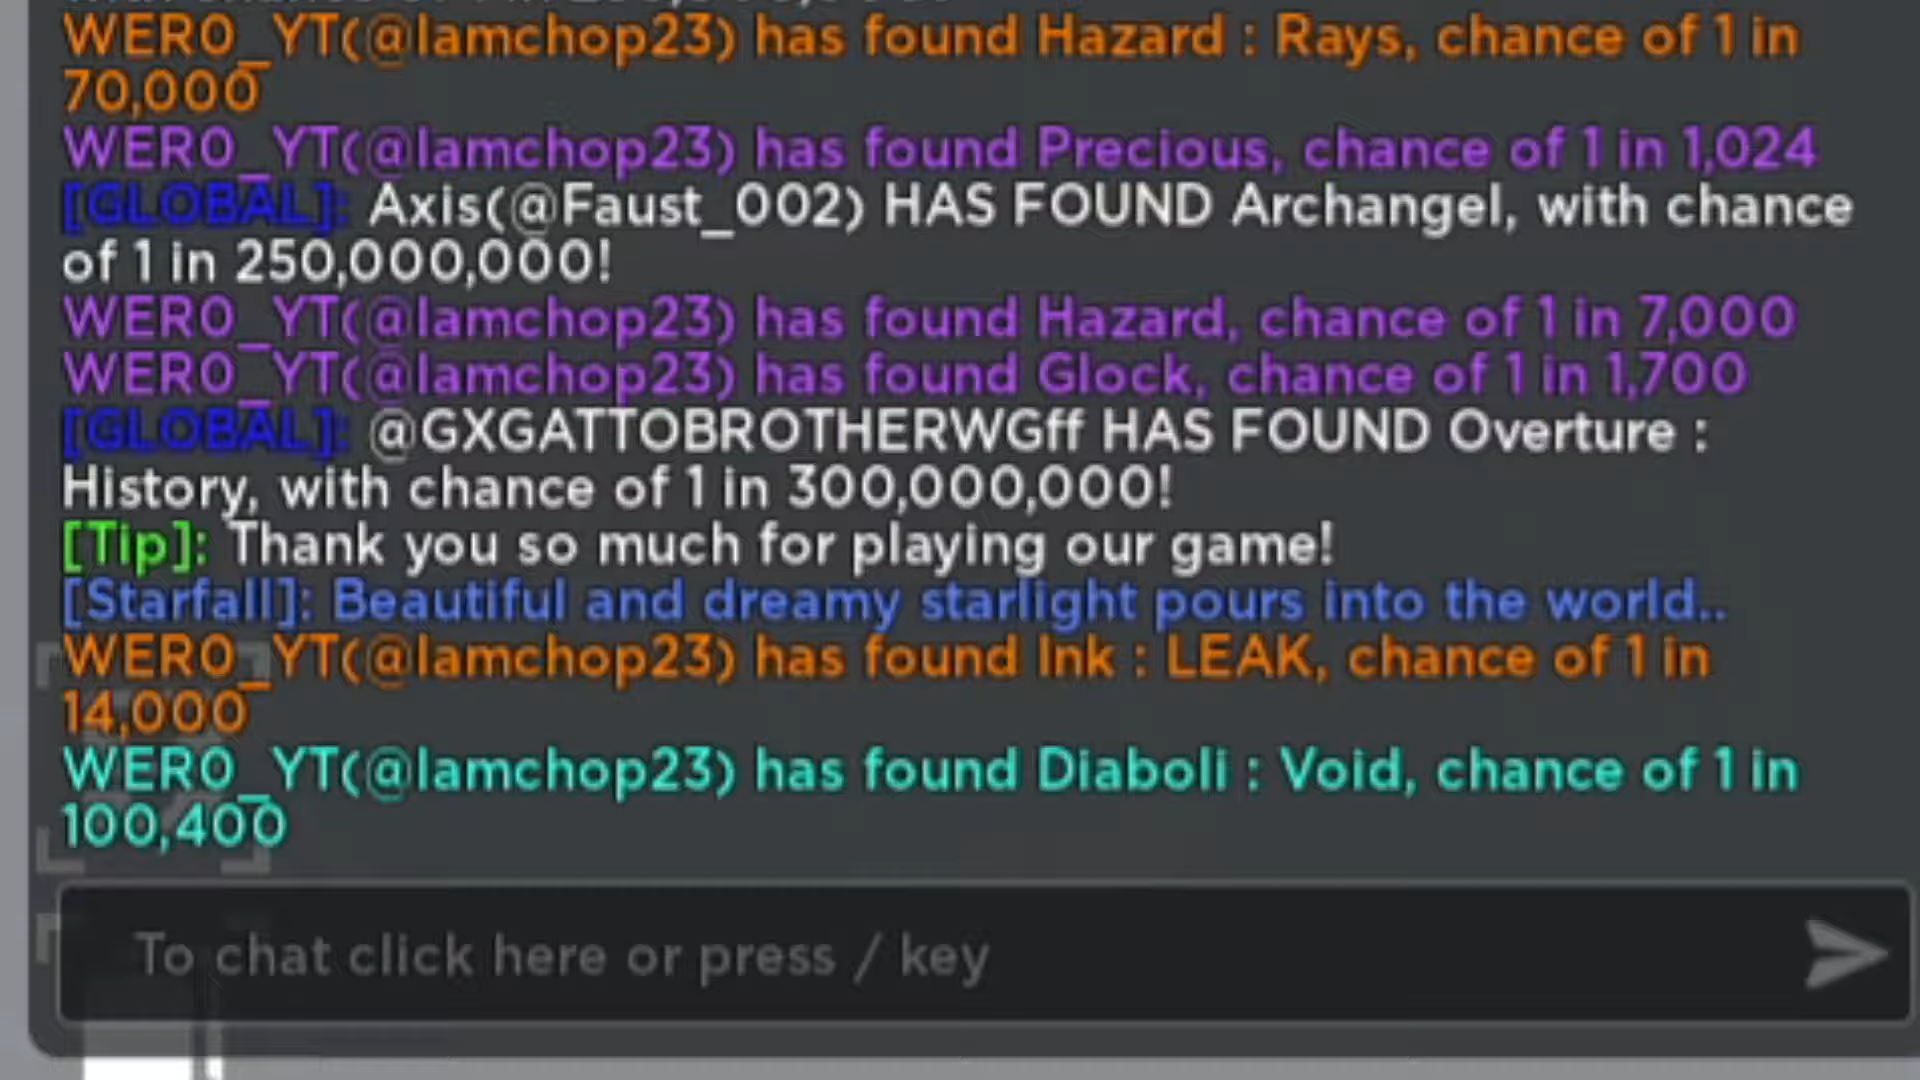 WER0_YT(@lamchop23) has found Hazard : Rays, chance of 1 in
70,000
WER0_YT(@lamchop23) has found Precious, chance of 1 in 1,024
[GLOBAL]: Axis(@Faust_002) HAS FOUND Archangel, with chance
of 1 in 250,000,000!
WER0_YT(@lamchop23) has found Hazard, chance of 1 in 7,000
WER0_YT(@lamchop23) has found Glock, chance of 1 in 1,700
[GLOBAL]: @GXGATTOBROTHERWGff HAS FOUND Overture :
History, with chance of 1 in 300,000,000!
[Tip]: Thank you so much for playing our game!
[Starfall]: Beautiful and dreamy starlight pours into the world..
WER0_YT(@lamchop23) has found Ink : LEAK, chance of 1 in
14,000
WER0_YT(@lamchop23) has found Diaboli : Void, chance of 1 in
100,400
To chat click here or press / key